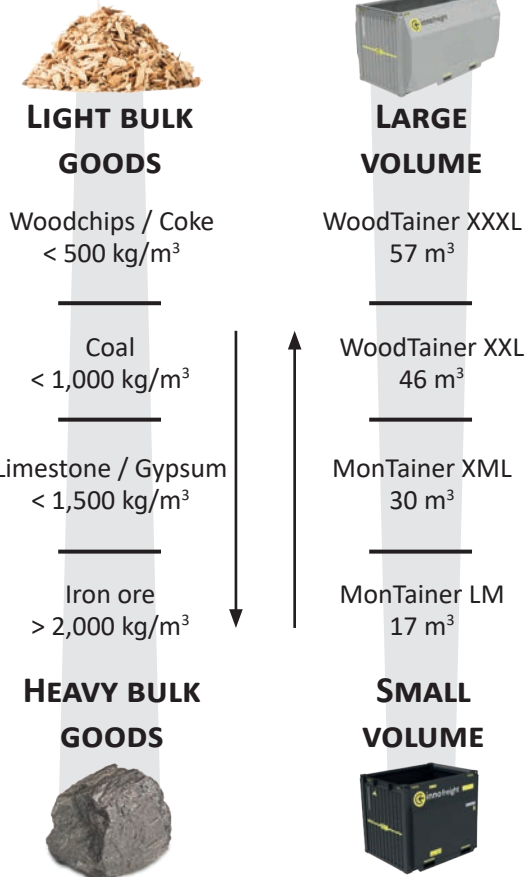 innofreight
LIGHT BULK
GOODS
Woodchips / Coke
< 500 kg/m³
Coal
< 1,000 kg/m³
Limestone / Gypsum
< 1,500 kg/m³
Iron ore
> 2,000 kg/m³
HEAVY BULK
GOODS
LARGE
VOLUME
WoodTainer XXXL
57 m³
WoodTainer XXL
46 m³
MonTainer XML
30 m³
MonTainer LM
17 m³
SMALL
VOLUME
innofreight